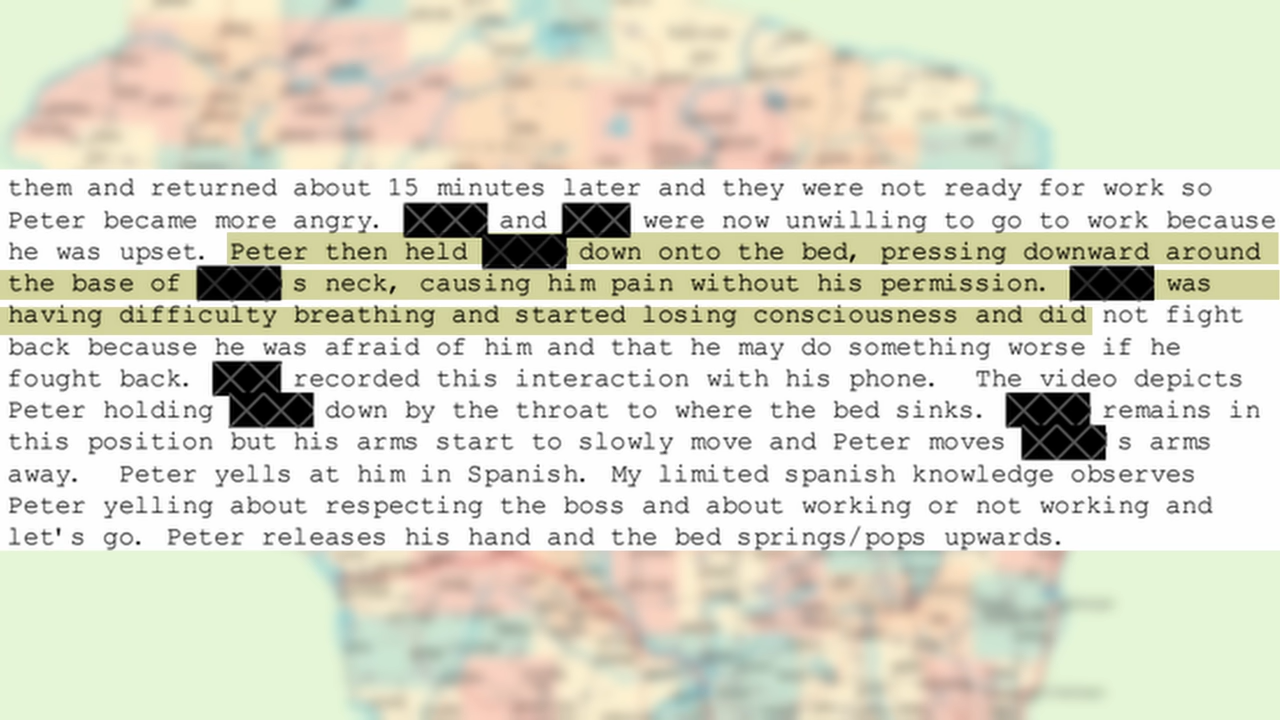 them and returned about 15 minutes later and they were not ready for work so
Peter became more angry. and were now unwilling to go to work because
he was upset. Peter then held down onto the bed, pressing downward around
the base of s neck, causing him pain without his permission. was
having difficulty breathing and started losing consciousness and did not fight
back because he was afraid of him and that he may do something worse if he
fought back. recorded this interaction with his phone. The video depicts
Peter holding down by the throat to where the bed sinks. remains in
this position but his arms start to slowly move and Peter moves s arms
away. Peter yells at him in Spanish. My limited spanish knowledge observes
Peter yelling about respecting the boss and about working or not working and
let's go. Peter releases his hand and the bed springs/pops upwards.